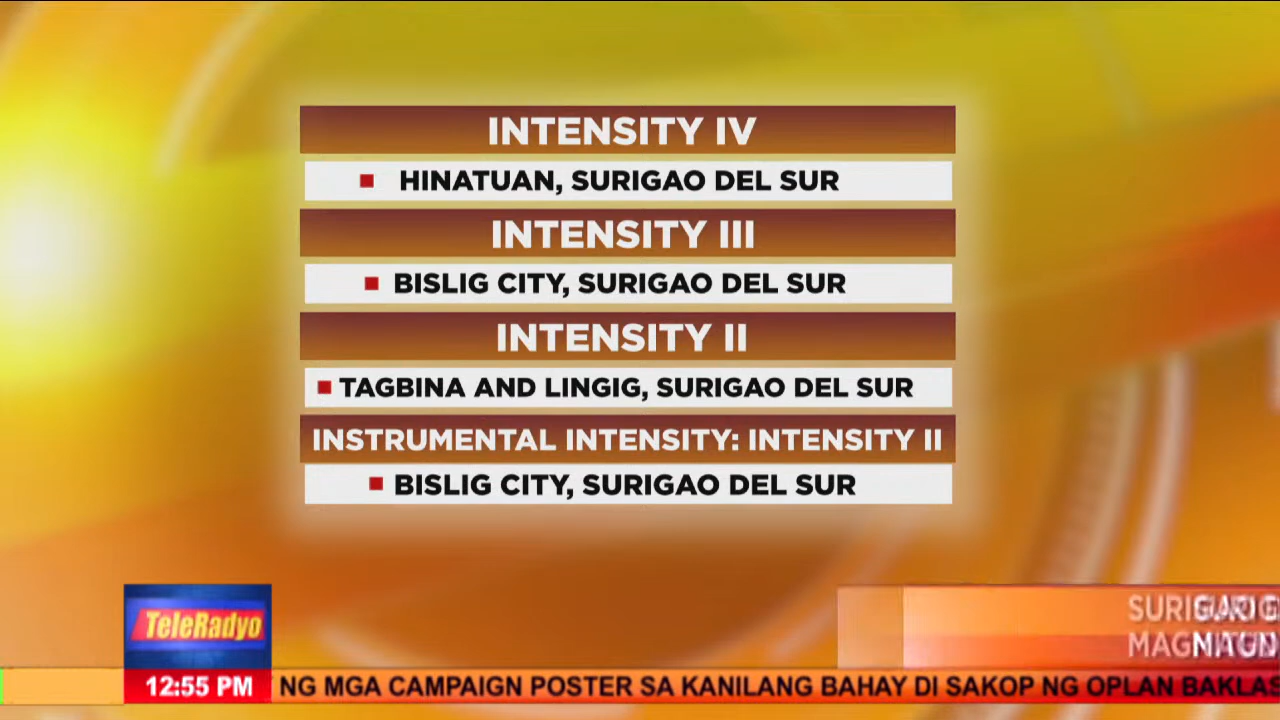 INTENSITY IV
HINATUAN, SURIGAO DEL SUR
INTENSITY III
BISLIG CITY, SURIGAO DEL SUR
INTENSITY II
TAGBINA AND LINGIG, SURIGAO DEL SUR
INSTRUMENTAL INTENSITY: INTENSITY II
BISLIG CITY, SURIGAO DEL SUR
TeleRadyo
12:55 PM
NG MGA CAMPAIGN POSTER SA KANILANG BAHAY DI SAKOP NG OPLAN BAKLAS